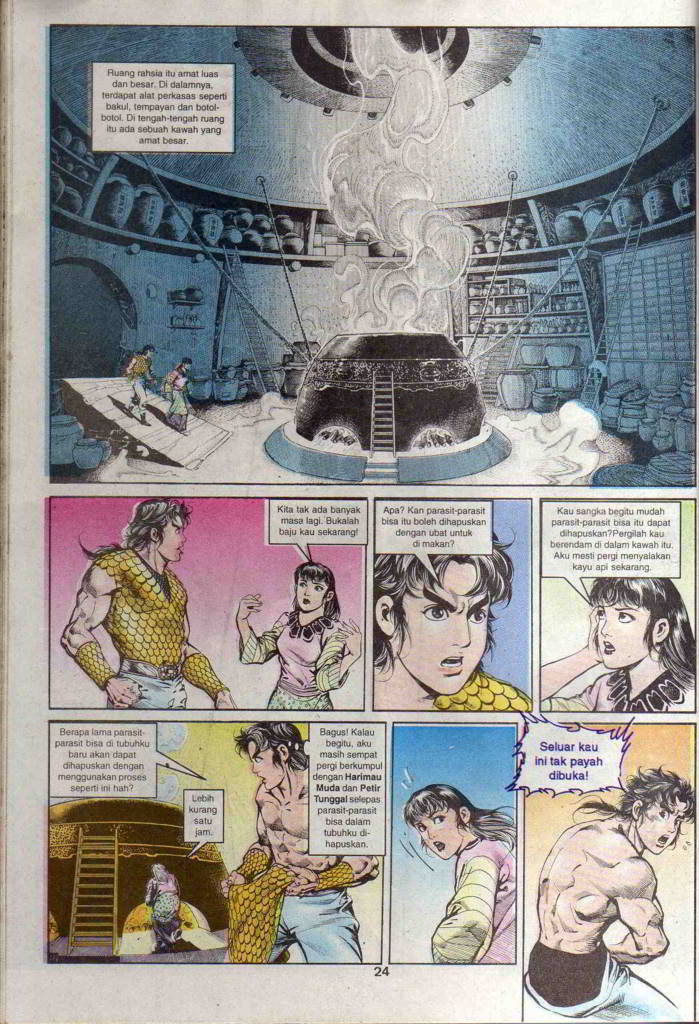 Ruang rahsia itu amat luas
dan besar. Di dalamnya,
terdapat alat perkasas seperti
bakul, tempayan dan botol-
botol. Di tengah-tengah ruang
itu ada sebuah kawah yang
amat besar.
Kita tak ada banyak
masa lagi. Bukalah
baju kau sekarang!
Apa? Kan parasit-parasit
bisa itu boleh dihapuskan
dengan ubat untuk
di makan?
Kau sangka begitu mudah
parasit-parasit bisa itu dapat
dihapuskan?Pergilah kau
berendam di dalam kawah itu.
Aku mesti pergi menyalakan
kayu api sekarang.
Berapa lama parasit-
parasit bisa di tubuhku
baru akan dapat
dihapuskan dengan
menggunakan proses
seperti ini hah?
Lebih
kurang
satu
jam.
Bagus! Kalau
begitu, aku
masih sempat
pergi berkumpul
dengan Harimau
Muda dan Petir
Tunggal selepas
parasit-parasit
bisa dalam
tubuhku di-
hapuskan.
Seluar kau
ini tak payah
dibuka!
24